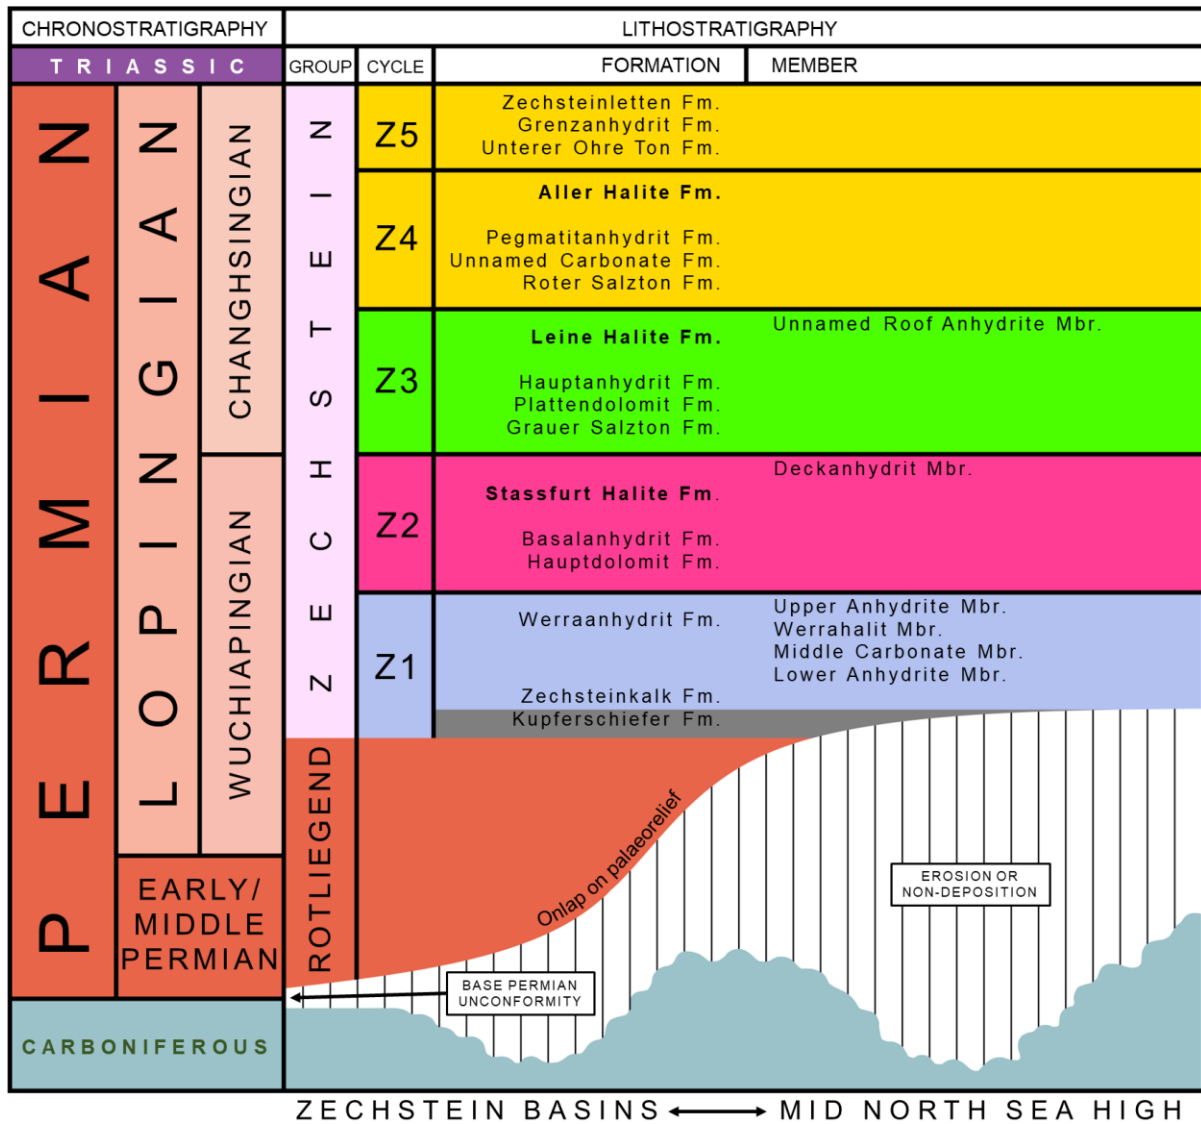 CHRONOSTRATIGRAPHY
LITHOSTRATIGRAPHY
TRIASSIC
GROUP
CYCLE
FORMATION
MEMBER
PERMIAN
LOPINGIAN
CHANGHSINGIAN
WUCHIAPINGIAN
EARLY/
MIDDLE
PERMIAN
CARBONIFEROUS
ZECHSTEIN
ROTLIEGEND
Z5
Zechsteinletten Fm.
Grenzanhydrit Fm.
Unterer Ohre Ton Fm.
Z4
Aller Halite Fm.
Pegmatitanhydrit Fm.
Unnamed Carbonate Fm.
Roter Salzton Fm.
Z3
Unnamed Roof Anhydrite Mbr.
Leine Halite Fm.
Hauptanhydrit Fm.
Plattendolomit Fm.
Grauer Salzton Fm.
Z2
Deckanhydrit Mbr.
Stassfurt Halite Fm.
Basalanhydrit Fm.
Hauptdolomit Fm.
Z1
Werraanhydrit Fm.
Upper Anhydrite Mbr.
Werrahalit Mbr.
Middle Carbonate Mbr.
Lower Anhydrite Mbr.
Zechsteinkalk Fm.
Kupferschiefer Fm.
Onlap on palaeorelief
EROSION OR
NON-DEPOSITION
BASE PERMIAN
UNCONFORMITY
ZECHSTEIN BASINS
MID NORTH SEA HIGH